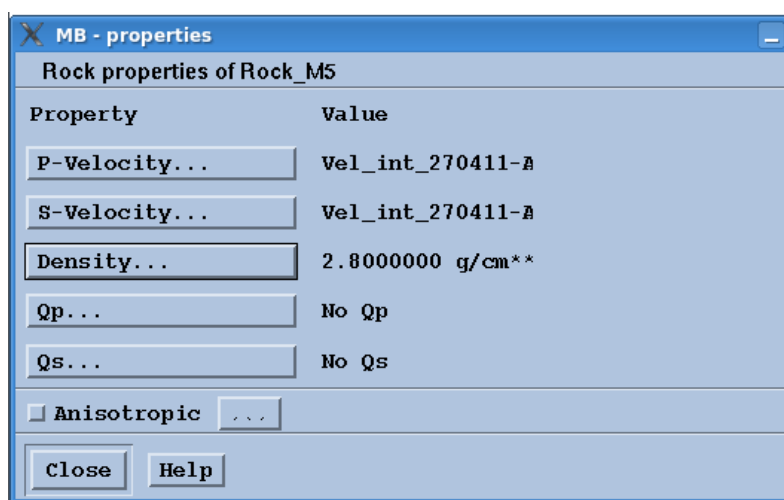 MB - properties
Rock properties of Rock_M5
Property Value
P-Velocity... Vel_int_270411-A
S-Velocity... Vel_int_270411-A
Density... 2.8000000 g/cm**
Qp... No Qp
Qs... No Qs
Anisotropic ...
Close Help